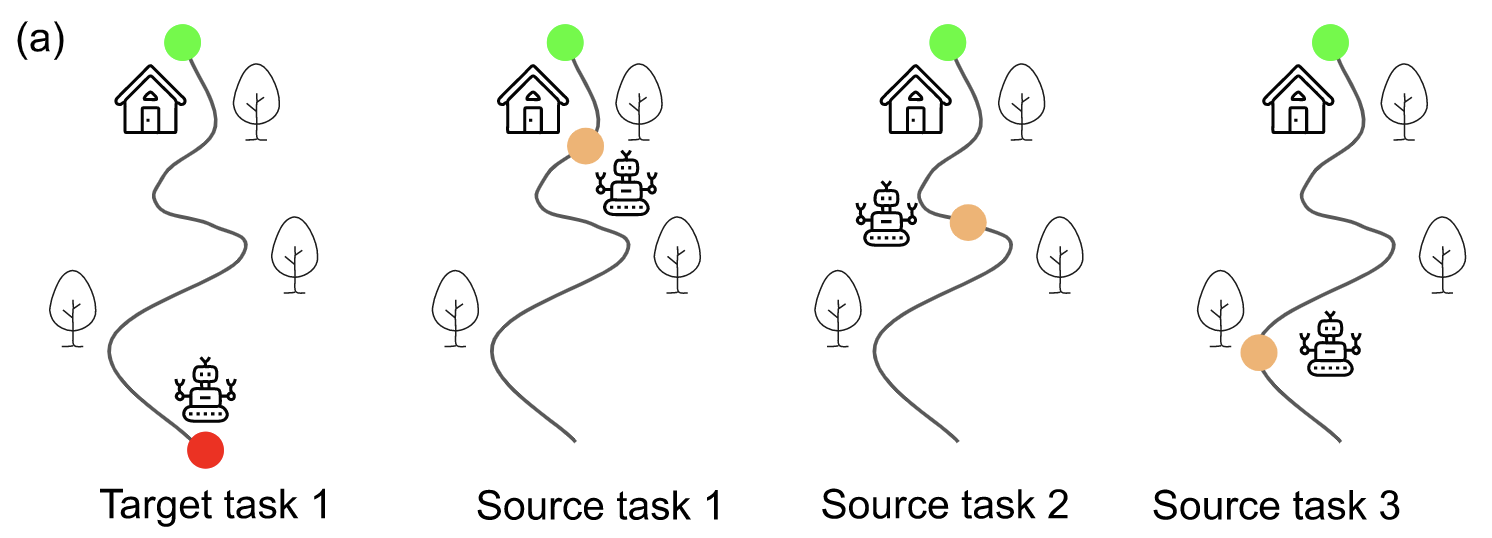 (a)
Target task 1
Source task 1
Source task 2
Source task 3